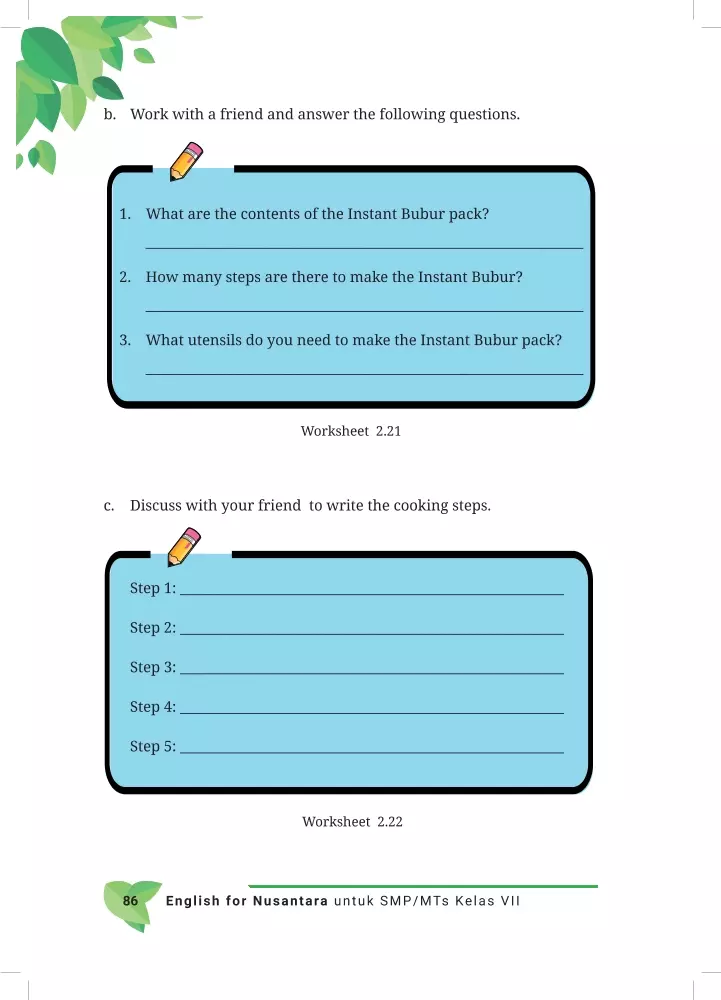 b. Work with a friend and answer the following questions.
1. What are the contents of the Instant Bubur pack?
2. How many steps are there to make the Instant Bubur?
3. What utensils do you need to make the Instant Bubur pack?
Worksheet 2.21
c. Discuss with your friend to write the cooking steps.
Step 1:
Step 2:
Step 3:
Step 4:
Step 5:
Worksheet 2.22
86 English for Nusantara untuk SMP/MTs Kelas VII